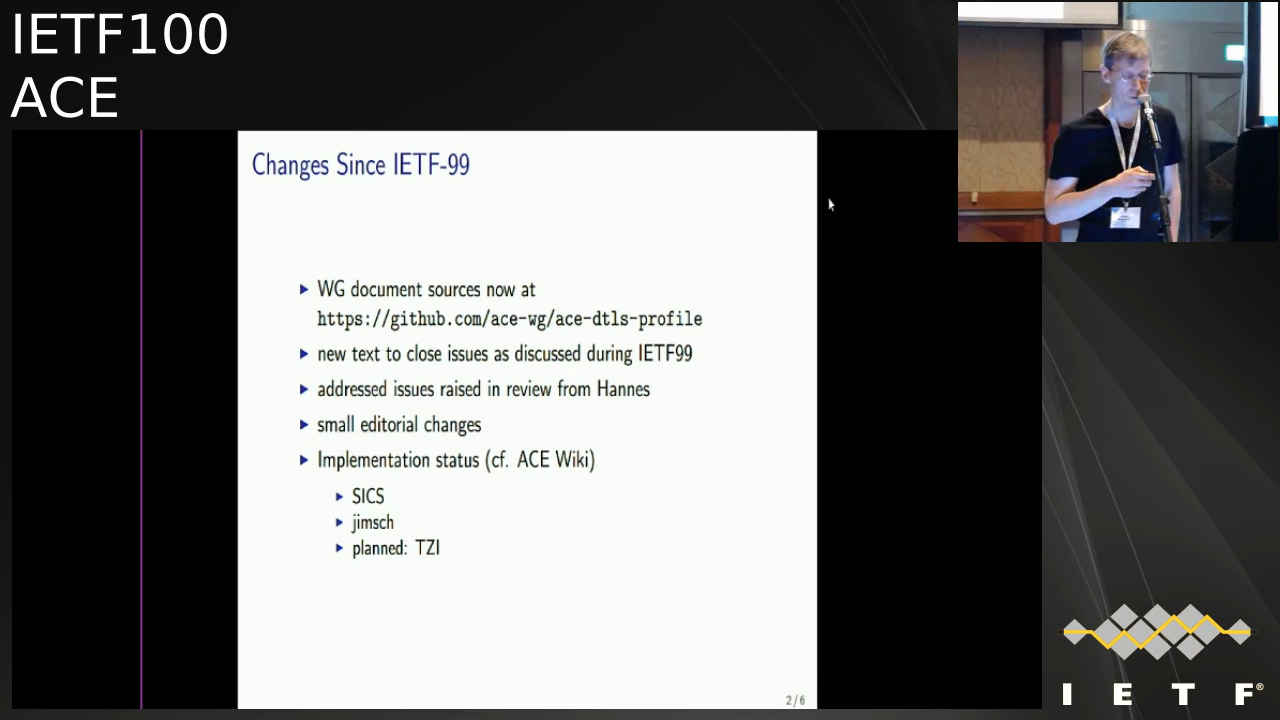 IETF100
ACE
Changes Since IETF-99
WG document sources now at
https://github.com/ace-wg/ace-dtls-profile
new text to close issues as discussed during IETF99
addressed issues raised in review from Hannes
small editorial changes
Implementation status (cf. ACE Wiki)
SICS
jimsch
planned: TZI
2/6
I E T F®